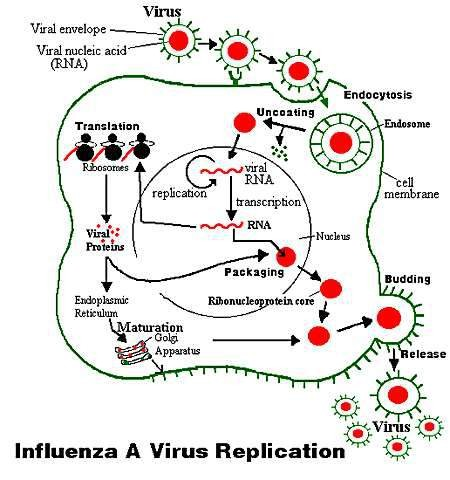 Virus
Viral envelope
Viral nucleic acid
(RNA)
Endocytosis
Uncoating
Endosome
Translation
Ribosomes
viral
RNA
replication
cell
membrane
transcription
RNA
Viral
Proteins
Nucleus
Packaging
Budding
Endoplasmic
Reticulum
Ribonucleoprotein core
Maturation
Golgi
Apparatus
Release
Virus
Influenza A Virus Replication